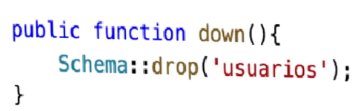 public function down(){
    Schema::drop('usuarios');
}